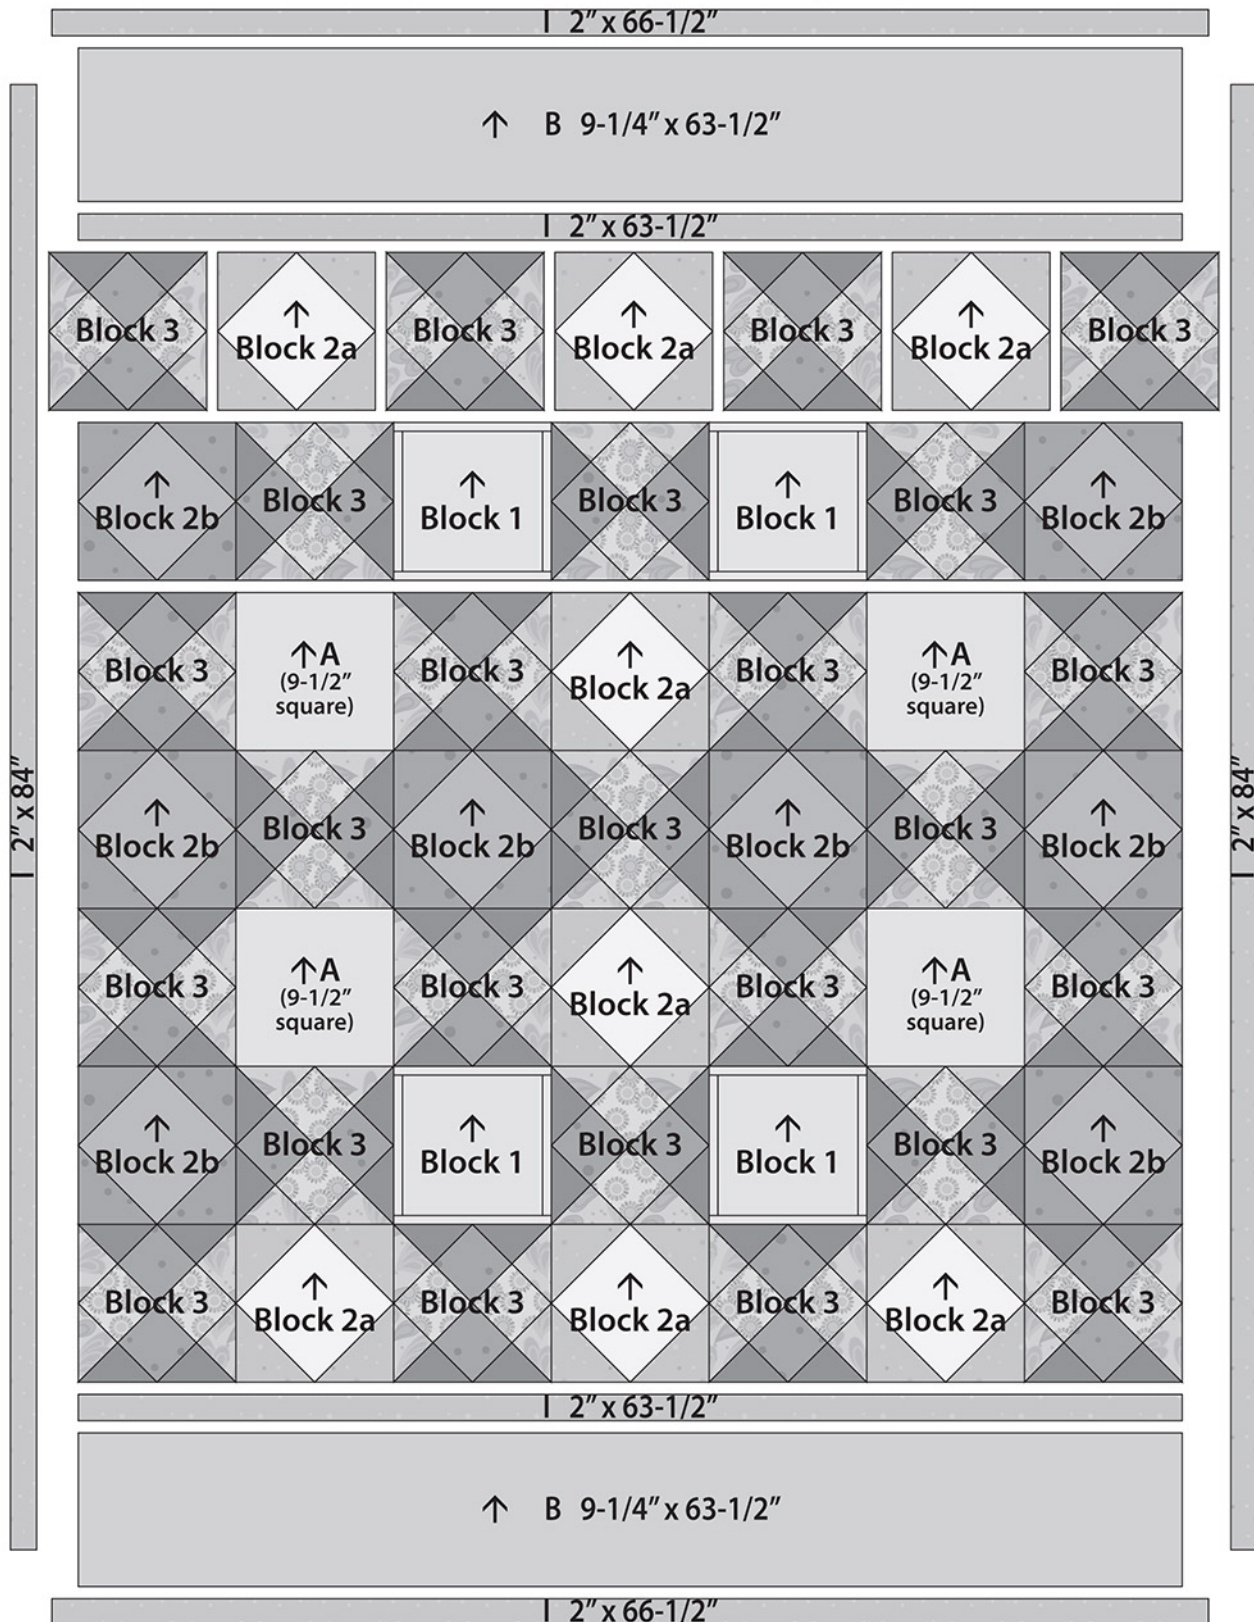 I 2” x 66-1/2”
↑ B 9-1/4” x 63-1/2”
I 2” x 63-1/2”
Block 3 ↑ Block 2a Block 3 ↑ Block 2a Block 3 ↑ Block 2a Block 3
↑ Block 2b Block 3 ↑ Block 1 Block 3 ↑ Block 1 Block 3 ↑ Block 2b
Block 3 ↑ A Block 3 ↑ Block 2a Block 3 ↑ A Block 3
(9-1/2” (9-1/2”
square) square)
↑ Block 2b Block 3 ↑ Block 2b Block 3 ↑ Block 2b Block 3 ↑ Block 2b
Block 3 ↑ A Block 3 ↑ Block 2a Block 3 ↑ A Block 3
(9-1/2” (9-1/2”
square) square)
↑ Block 2b Block 3 ↑ Block 1 Block 3 ↑ Block 1 Block 3 ↑ Block 2b
Block 3 ↑ Block 2a Block 3 ↑ Block 2a Block 3 ↑ Block 2a Block 3
I 2” x 63-1/2”
↑ B 9-1/4” x 63-1/2”
I 2” x 66-1/2”
I 2” x 84”
I 2” x 84”